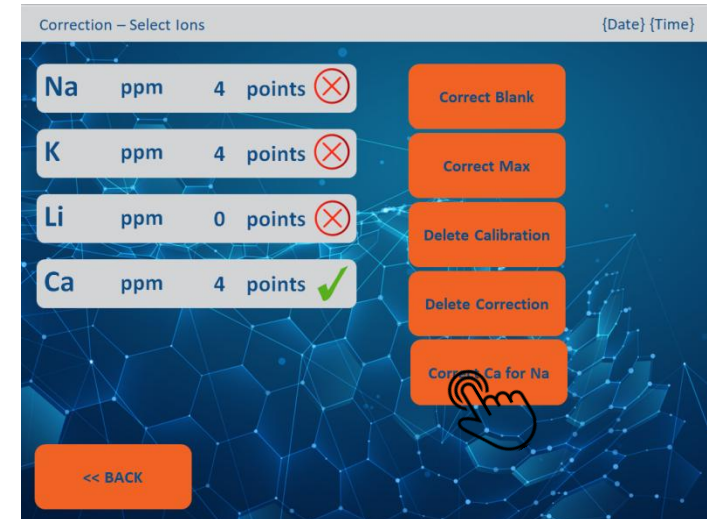 Correction – Select Ions {Date} {Time}
Na ppm 4 points
Correct Blank
K ppm 4 points
Correct Max
Li ppm 0 points
Delete Calibration
Ca ppm 4 points
Delete Correction
Correct Ca for Na
<< BACK